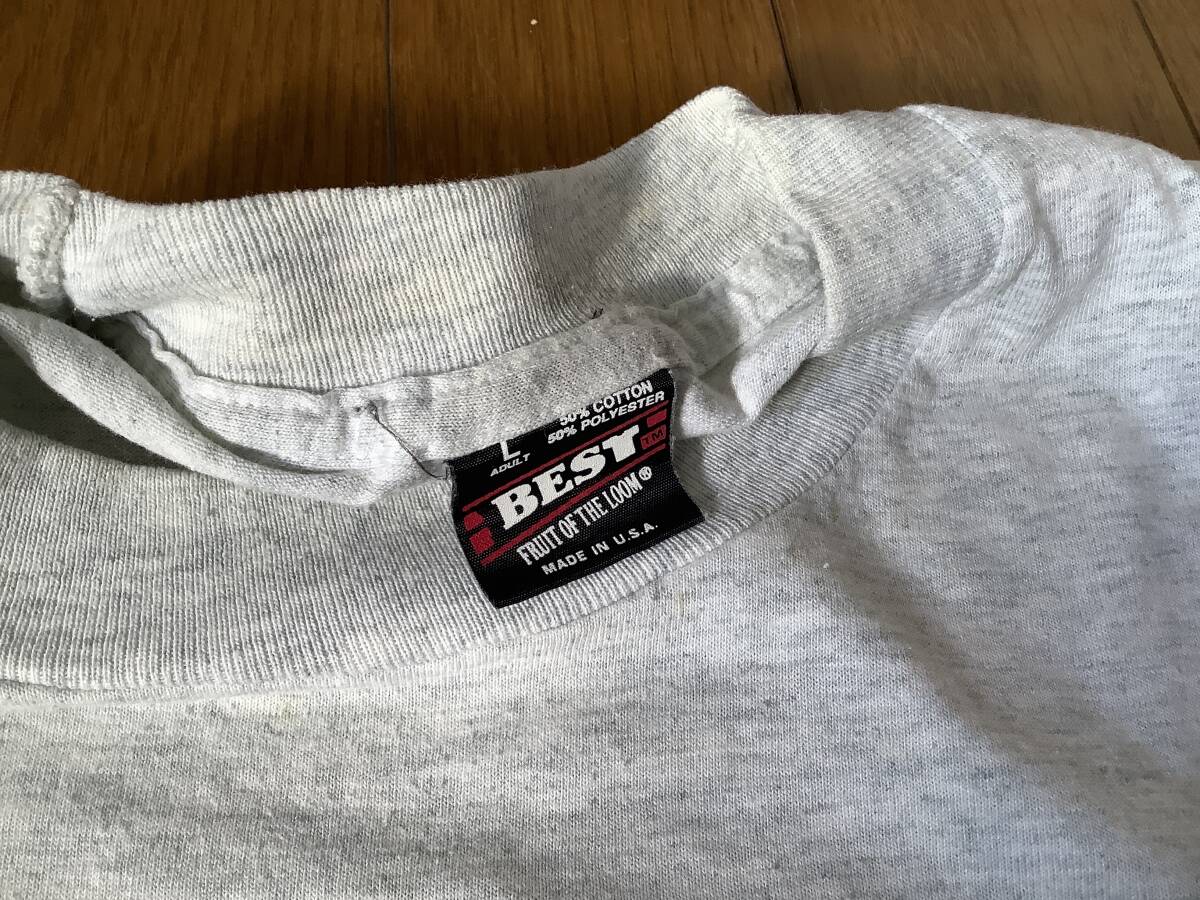 L
ADULT
50% COTTON
50% POLYESTER
BEST TM
FRUIT OF THE LOOM®
MADE IN U.S.A.